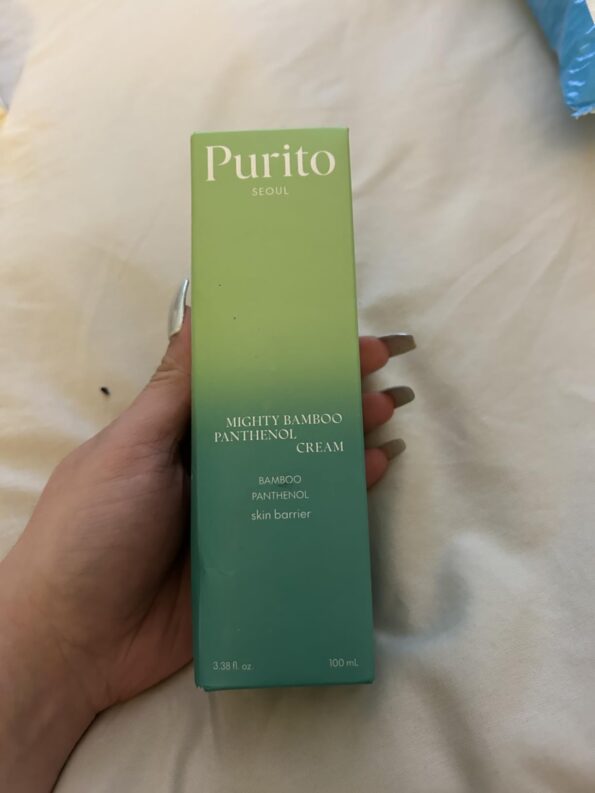 Purito
SEOUL
MIGHTY BAMBOO
PANTHENOL
CREAM
BAMBOO
PANTHENOL
skin barrier
3.38 fl. oz. 100 mL